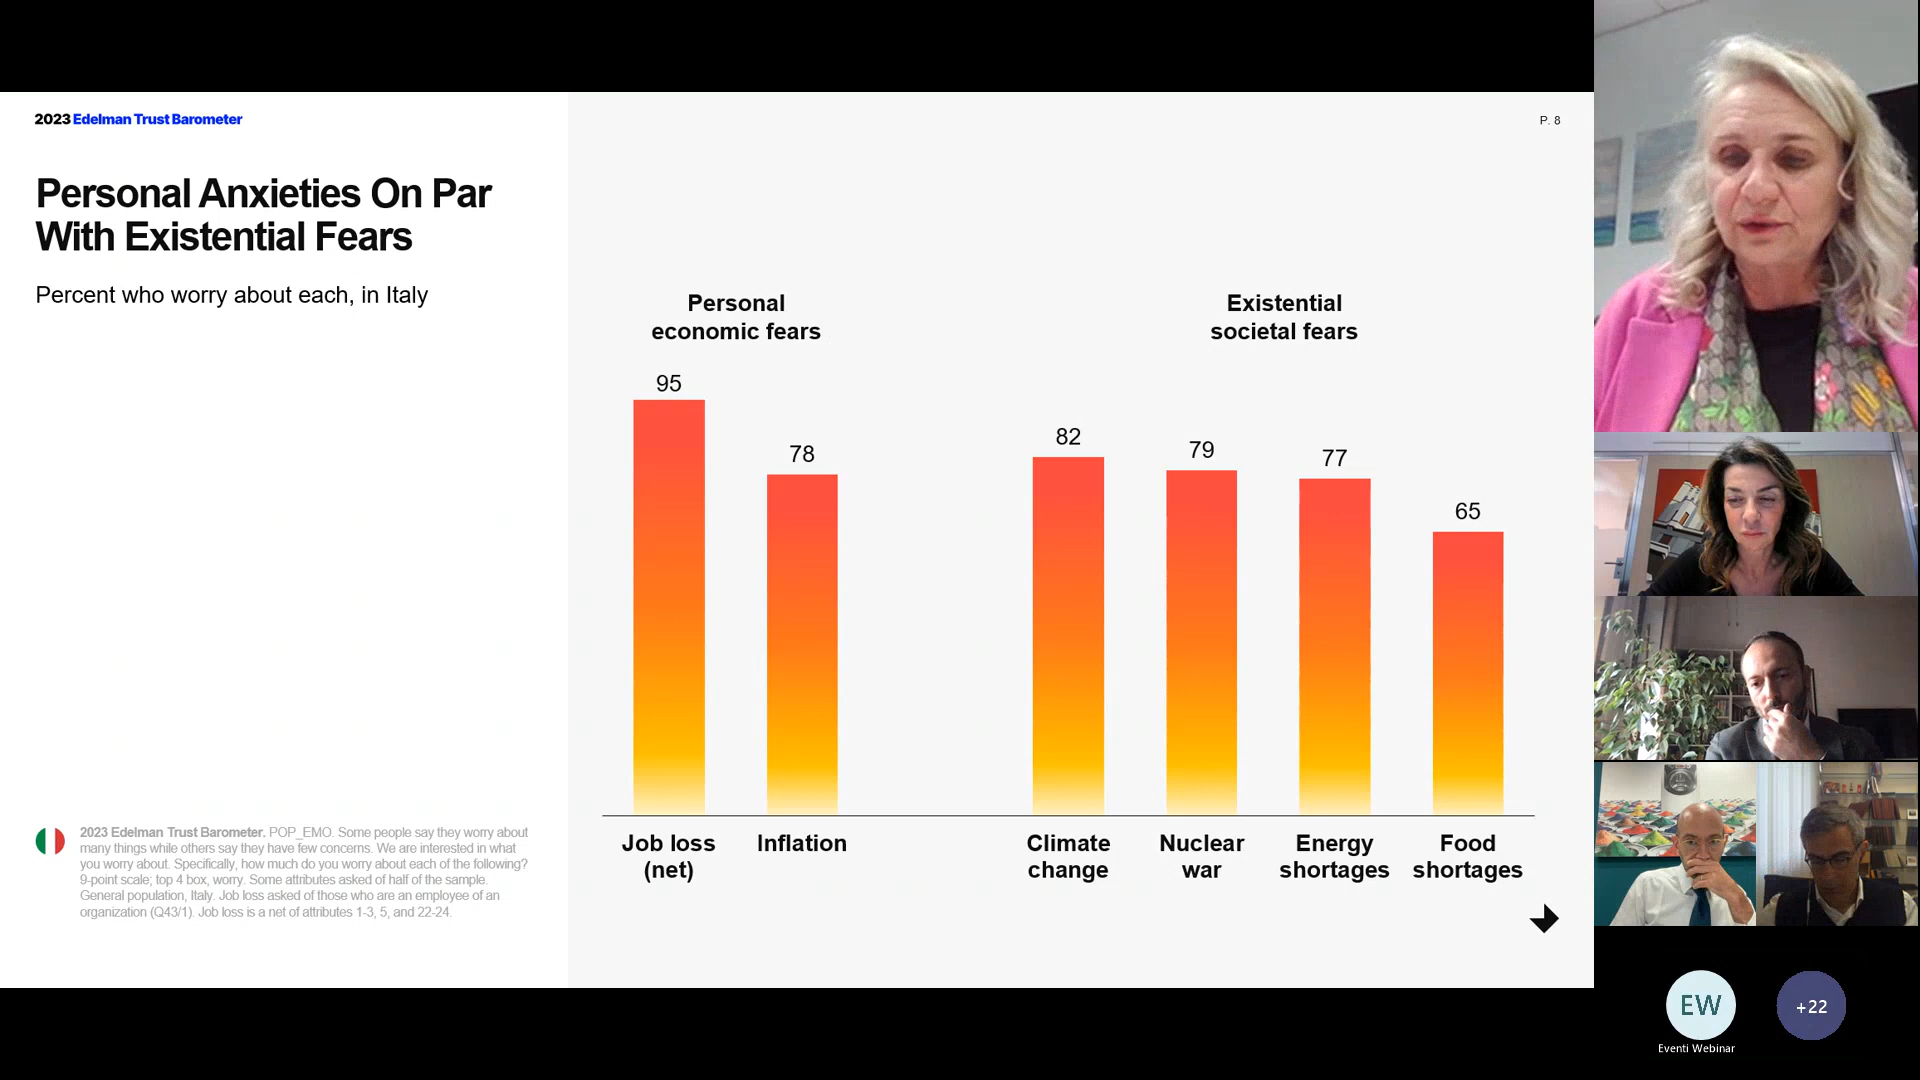 2023 Edelman Trust Barometer
P. 8
Personal Anxieties On Par
With Existential Fears
Percent who worry about each, in Italy
Personal
economic fears
Existential
societal fears
95
78
82
79
77
65
Job loss
(net)
Inflation
Climate
change
Nuclear
war
Energy
shortages
Food
shortages
2023 Edelman Trust Barometer. POP_EMO. Some people say they worry about
many things while others say they have few concerns. We are interested in what
you worry about. Specifically, how much do you worry about each of the following?
9-point scale; top 4 box, worry. Some attributes asked of half of the sample.
General population, Italy. Job loss asked of those who are an employee of an
organization (Q43/1). Job loss is a net of attributes 1-3, 5, and 22-24.
EW
+22
Eventi Webinar